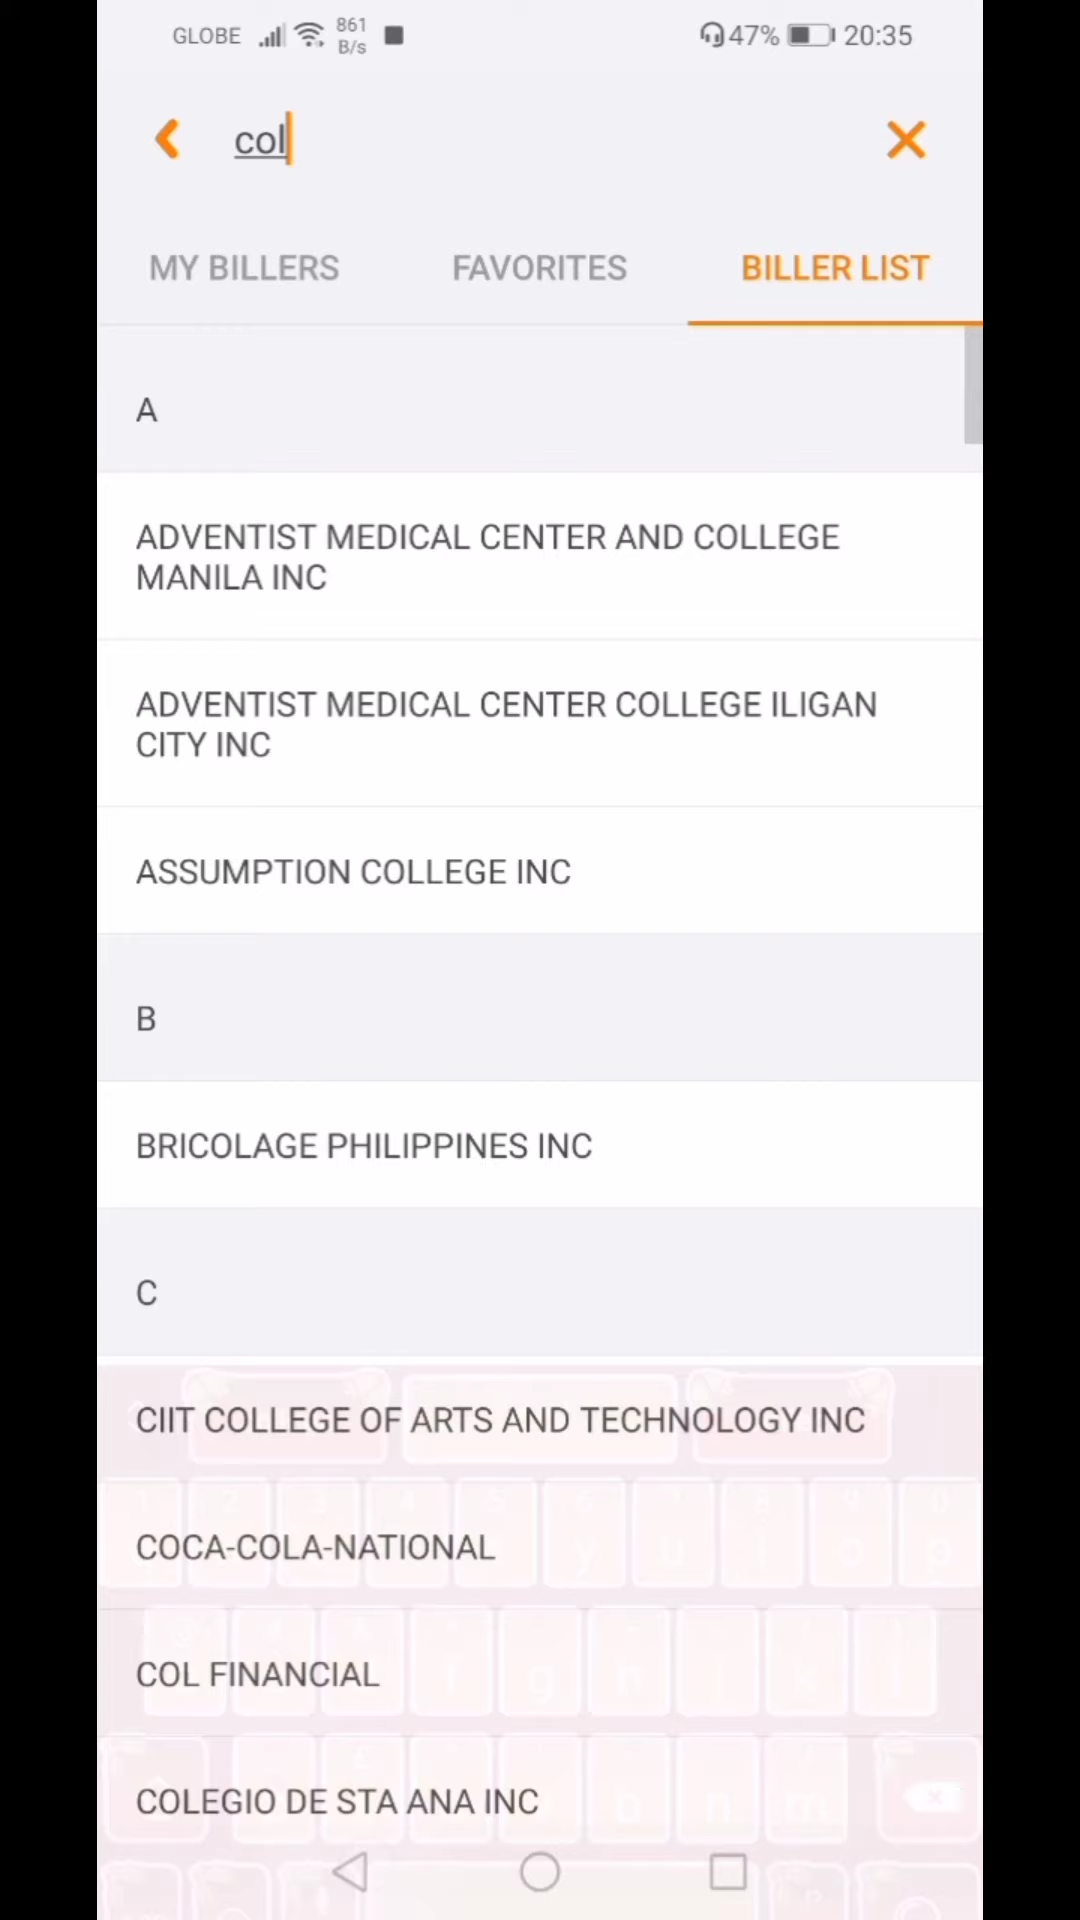 GLOBE 861 B/s 47% 20:35
col
MY BILLERS FAVORITES BILLER LIST
A
ADVENTIST MEDICAL CENTER AND COLLEGE
MANILA INC
ADVENTIST MEDICAL CENTER COLLEGE ILIGAN
CITY INC
ASSUMPTION COLLEGE INC
B
BRICOLAGE PHILIPPINES INC
C
CIIT COLLEGE OF ARTS AND TECHNOLOGY INC
COCA-COLA-NATIONAL
COL FINANCIAL
COLEGIO DE STA ANA INC